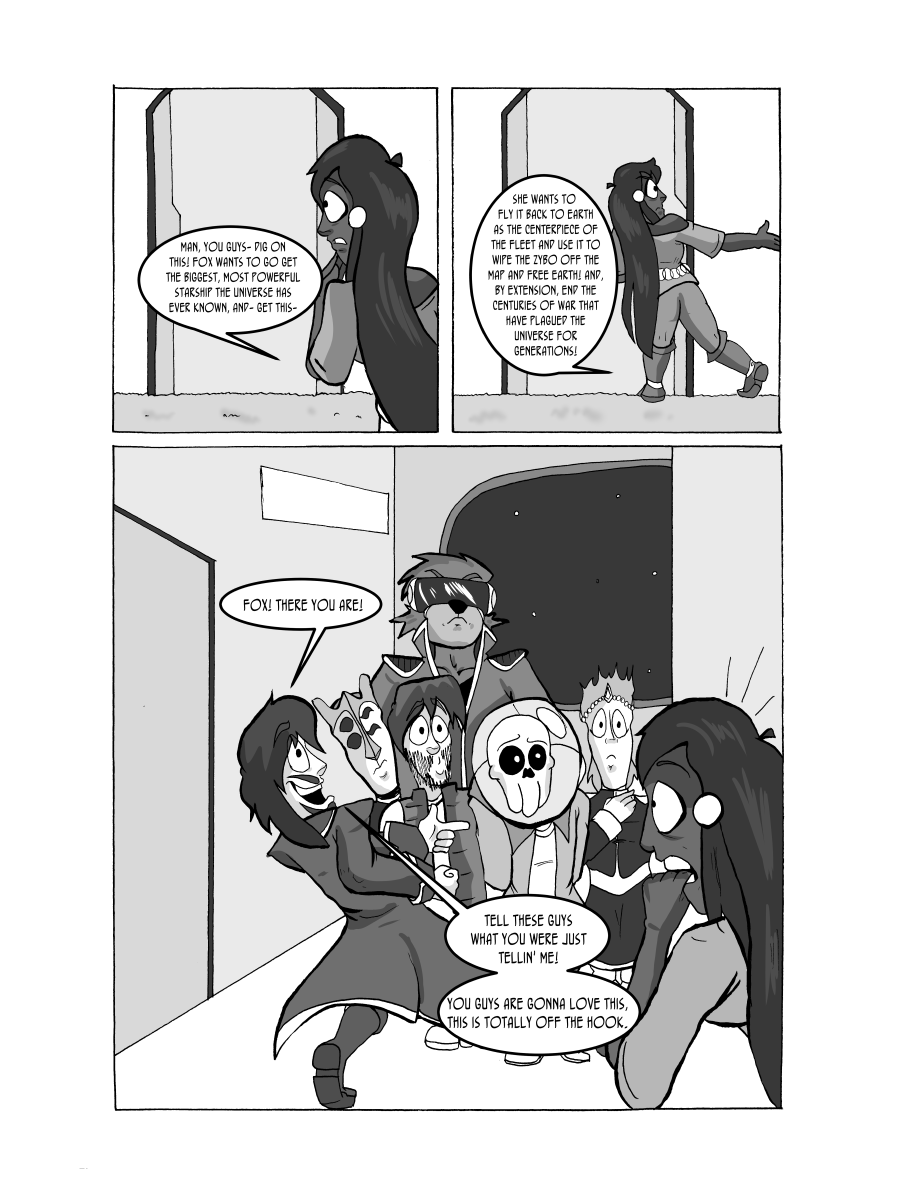 MAN, YOU GUYS- DIG ON
THIS! FOX WANTS TO GO GET
THE BIGGEST, MOST POWERFUL
STARSHIP THE UNIVERSE HAS
EVER KNOWN, AND- GET THIS-
SHE WANTS TO
FLY IT BACK TO EARTH
AS THE CENTERPIECE OF
THE FLEET AND USE IT TO
WIPE THE ZYBO OFF THE
MAP AND FREE EARTH! AND,
BY EXTENSION, END THE
CENTURIES OF WAR THAT
HAVE PLAGUED THE
UNIVERSE FOR
GENERATIONS!
FOX! THERE YOU ARE!
TELL THESE GUYS
WHAT YOU WERE JUST
TELLIN' ME!
YOU GUYS ARE GONNA LOVE THIS,
THIS IS TOTALLY OFF THE HOOK.